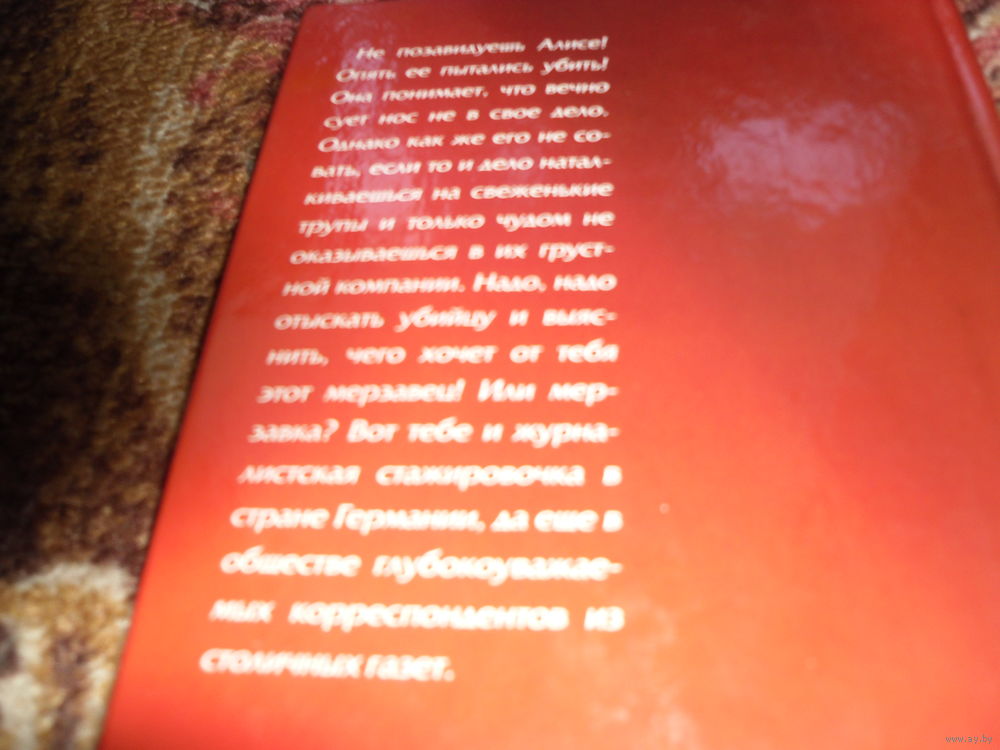 Не позавидуешь Алисе!
Опять ее пытались убить!
Она понимает, что вечно
сует нос не в свое дело.
Однако как же его не со-
вать, если то и дело натал-
киваешься на свеженькие
трупы и только чудом не
оказываешься в их груст-
ной компании. Надо, надо
отыскать убийцу и выяс-
нить, чего хочет от тебя
этот мерзавец! Или мер-
завка? Вот тебе и журна-
листская стажировочка в
стране Германии, да еще в
обществе глубокоуважае-
мых корреспондентов из
столичных газет.
www.ay.by